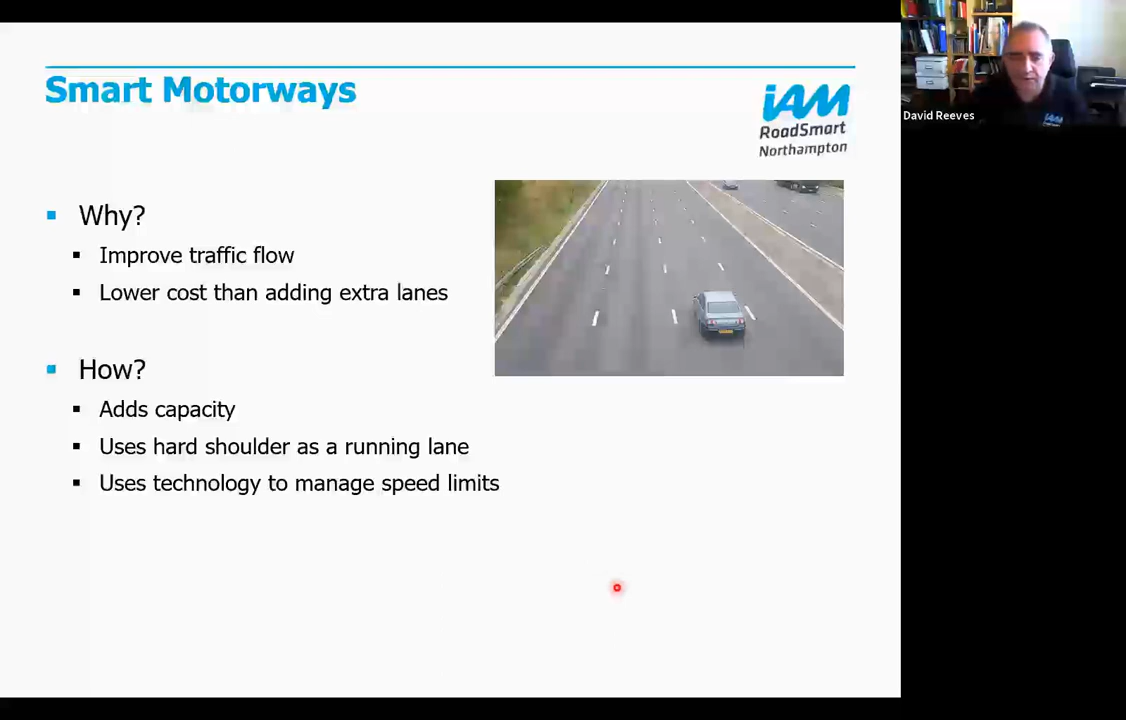 Smart Motorways
iAM
RoadSmart
Northampton
Why?
Improve traffic flow
Lower cost than adding extra lanes
How?
Adds capacity
Uses hard shoulder as a running lane
Uses technology to manage speed limits
David Reeves